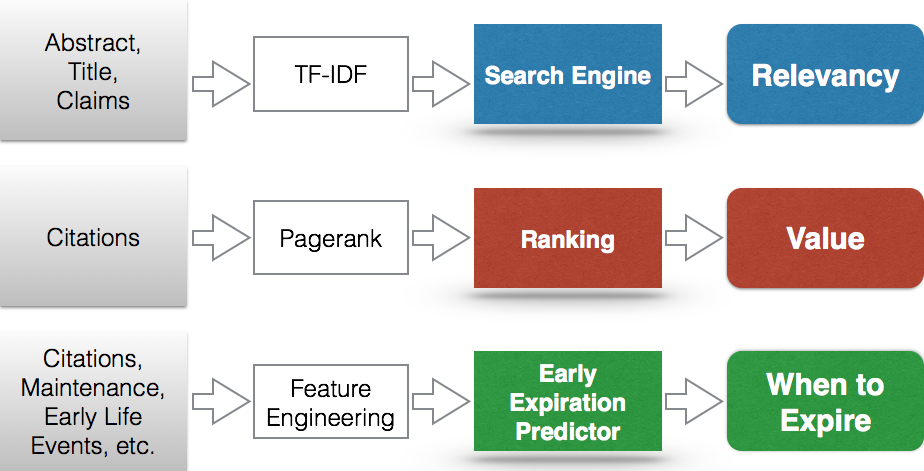 Abstract,
Title,
Claims
TF-IDF
Search Engine
Relevancy
Citations
Pagerank
Ranking
Value
Citations,
Maintenance,
Early Life
Events, etc.
Feature
Engineering
Early
Expiration
Predictor
When to
Expire